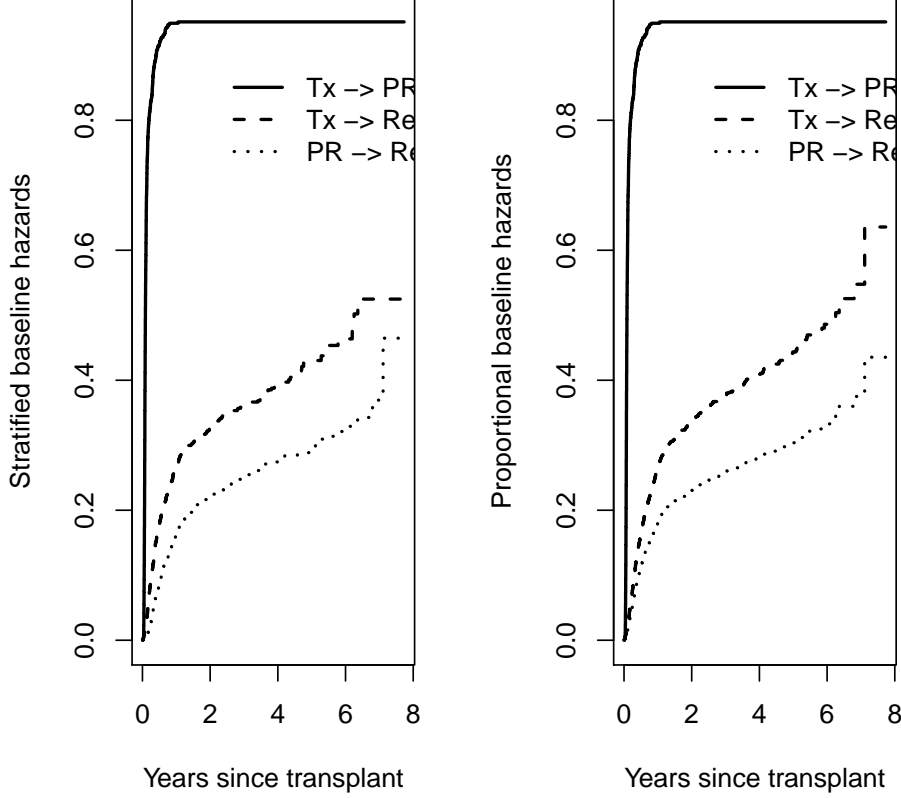 Stratified baseline hazards
0.0 0.2 0.4 0.6 0.8
Tx −> PR
Tx −> Re
PR −> Re
0 2 4 6 8
Years since transplant
Proportional baseline hazards
0.0 0.2 0.4 0.6 0.8
Tx −> PR
Tx −> Re
PR −> Re
0 2 4 6 8
Years since transplant